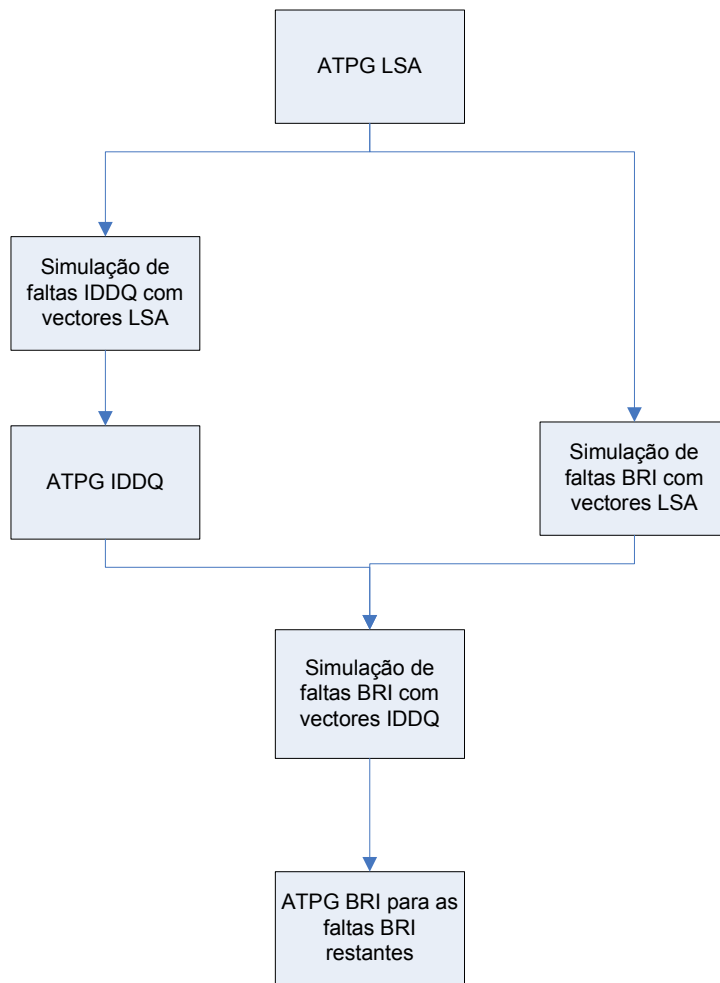 ATPG LSA
Simulação de
faltas IDDQ com
vectores LSA
ATPG IDDQ
Simulação de
faltas BRI com
vectores LSA
Simulação de
faltas BRI com
vectores IDDQ
ATPG BRI para as
faltas BRI
restantes